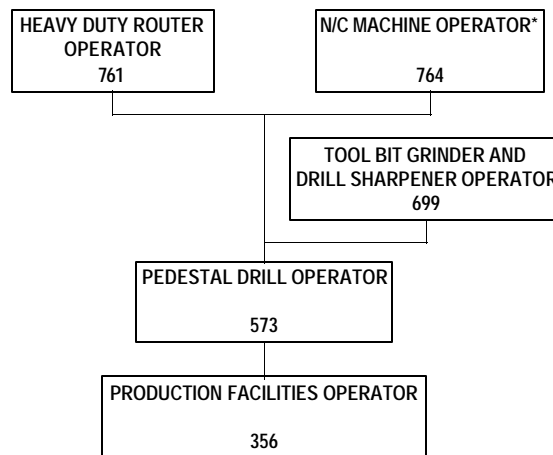 HEAVY DUTY ROUTER
OPERATOR
761
N/C MACHINE OPERATOR*
764
TOOL BIT GRINDER AND
DRILL SHARPENER OPERATOR
699
PEDESTAL DRILL OPERATOR
573
PRODUCTION FACILITIES OPERATOR
356